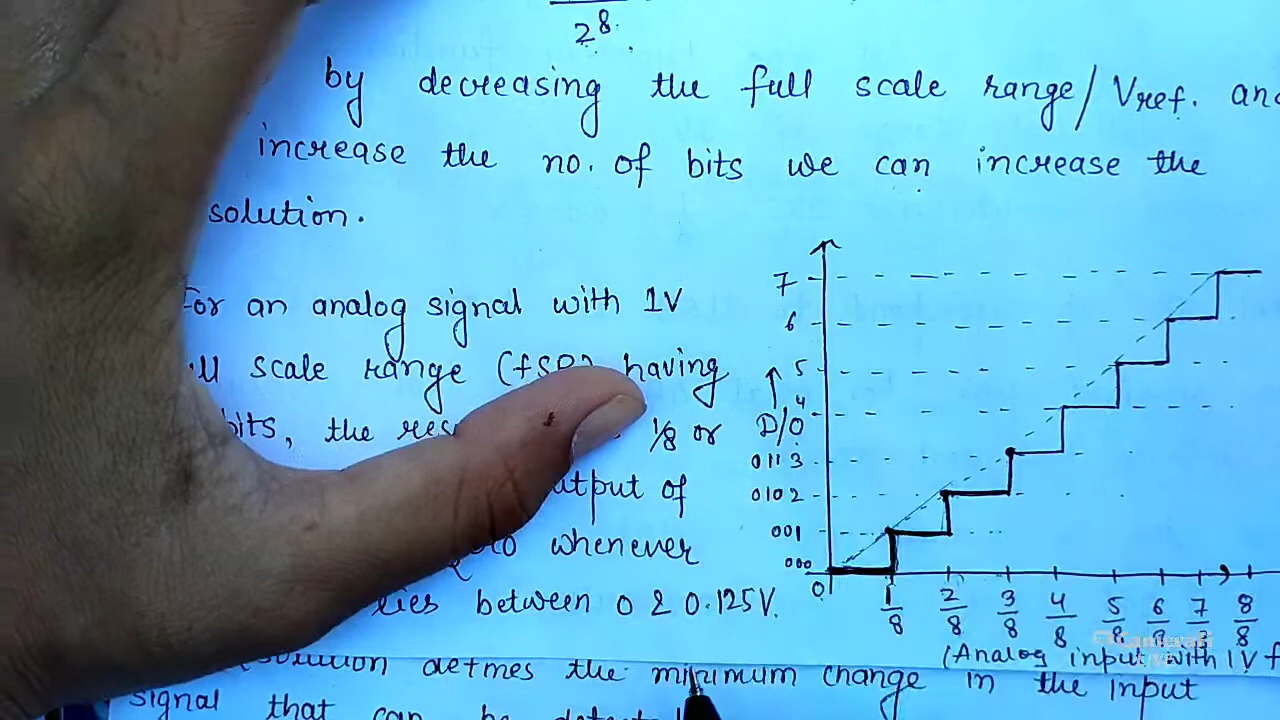 2⁸.
by decreasing the full scale range/Vref. and
increase the no. of bits we can increase the
solution.
For an analog signal with 1V
scale range (fSR) having
bits, the 1/8 or
output of
whenever
lies between 0 & 0.125V.
7
6
5
4
D/O
011 3
010 2
001
000
0
1/8 2/8 3/8 4/8 5/8 6/8 7/8 8/8
(Analog input with 1V f
defines the minimum change in the input
signal that can be